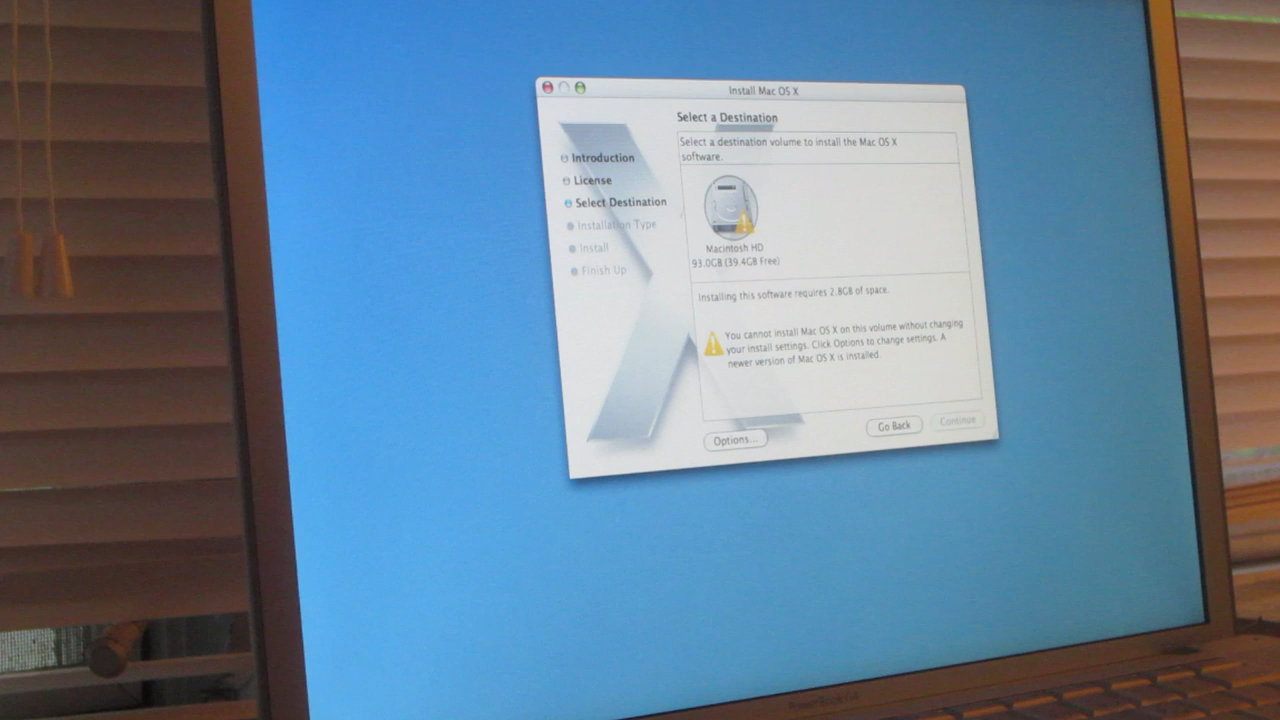 Install Mac OS X
Select a Destination
Select a destination volume to install the Mac OS X
software.
Introduction
License
Select Destination
Installation Type
Install
Finish Up
Macintosh HD
93.0GB (39.4GB Free)
Installing this software requires 2.8GB of space.
You cannot install Mac OS X on this volume without changing
your install settings. Click Options to change settings. A
newer version of Mac OS X is installed.
Options...
Go Back
Continue
PowerBook G4